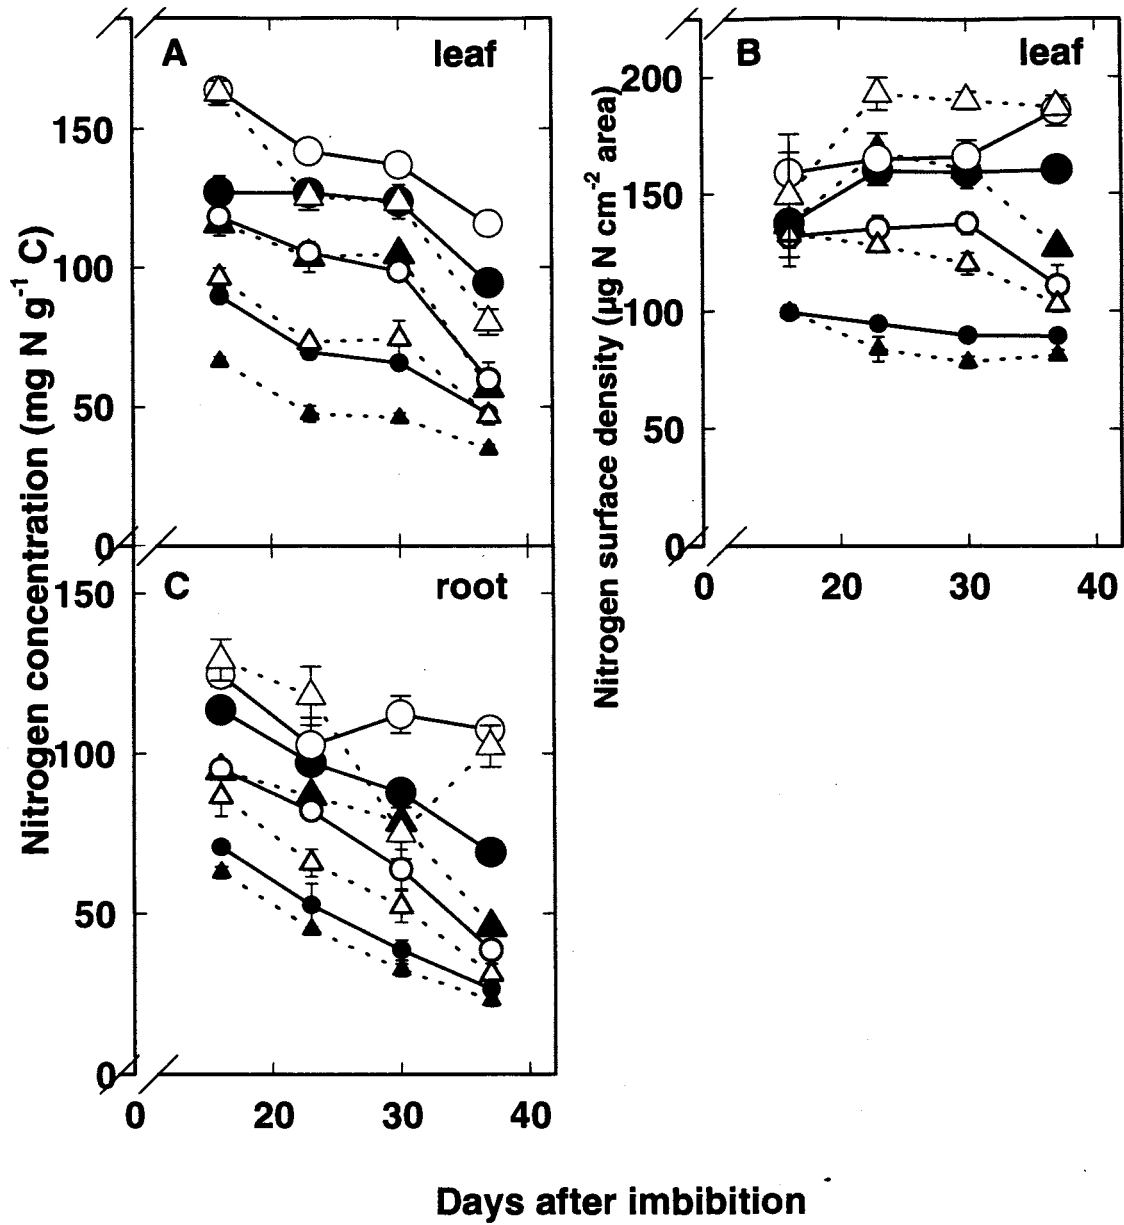 A leaf
150
100
50
0
Nitrogen concentration (mg N g⁻¹ C)
B leaf
200
150
100
50
0
Nitrogen surface density (µg N cm⁻² area)
0 20 30 40
C root
150
100
50
0
0 20 30 40
Days after imbibition